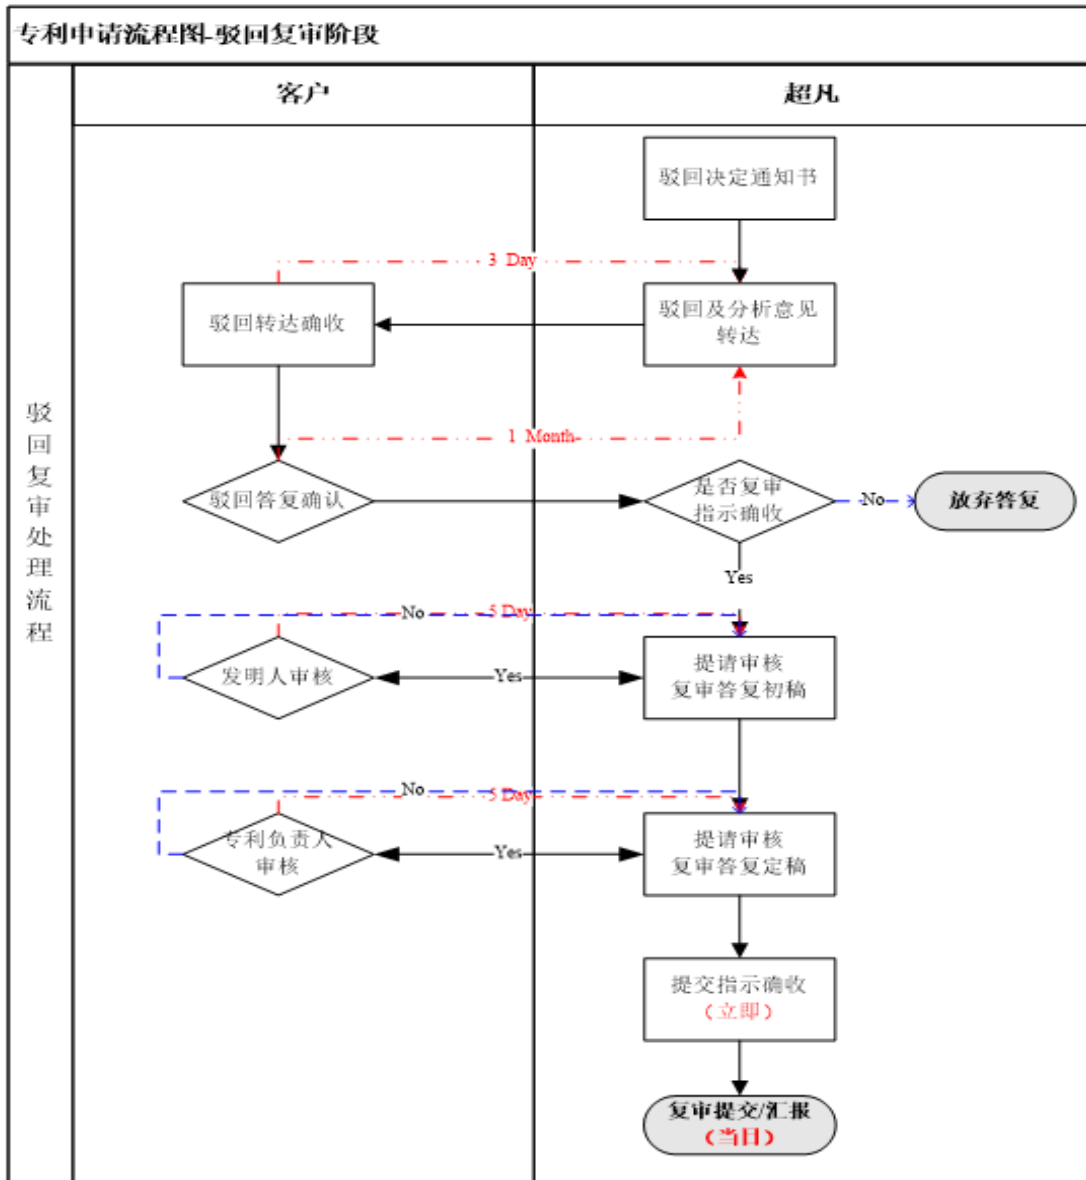 专利申请流程图-驳回复审阶段
客户
超凡
驳回复审处理流程
驳回决定通知书
3 Day
驳回转达确收
驳回及分析意见
转达
1 Month
驳回答复确认
是否复审
指示确收
No
放弃答复
Yes
No
5 Day
发明人审核
Yes
提请审核
复审答复初稿
No
5 Day
专利负责人
审核
Yes
提请审核
复审答复定稿
提交指示确收
(立即)
复审提交/汇报
(当日)